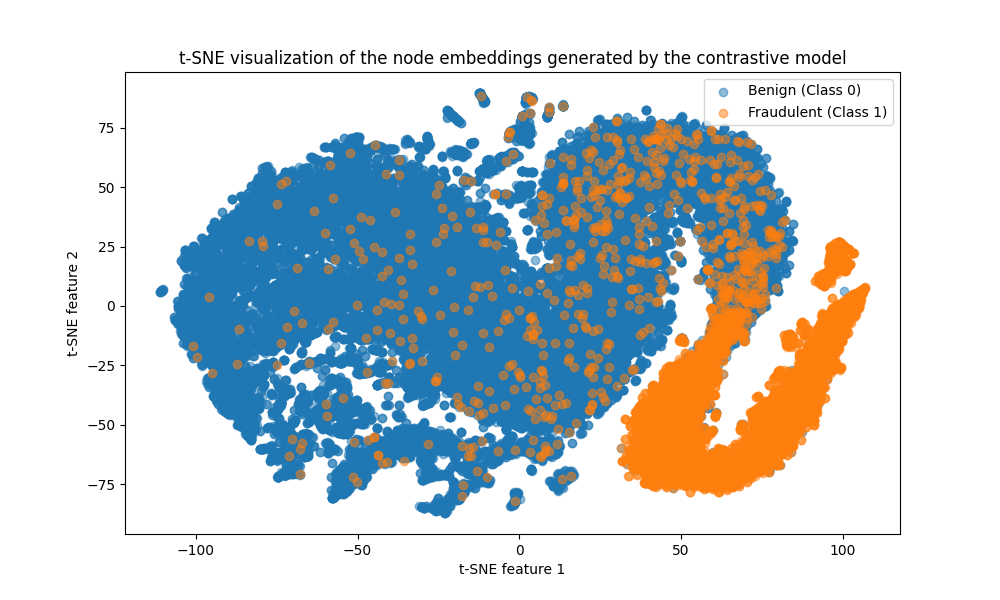 t-SNE visualization of the node embeddings generated by the contrastive model
Benign (Class 0)
Fraudulent (Class 1)
75
50
25
0
−25
−50
−75
t-SNE feature 2
−100
−50
0
50
100
t-SNE feature 1